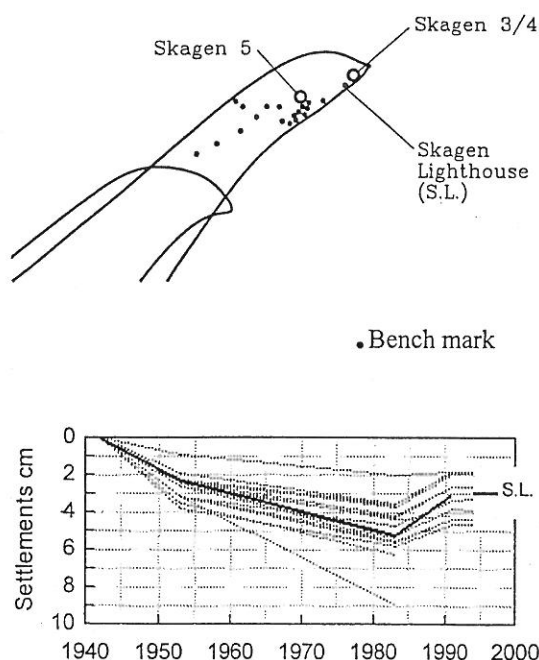 Skagen 3/4
Skagen 5
Skagen
Lighthouse
(S.L.)
Bench mark
Settlements cm
0
2
4
6
8
10
S.L.
1940 1950 1960 1970 1980 1990 2000